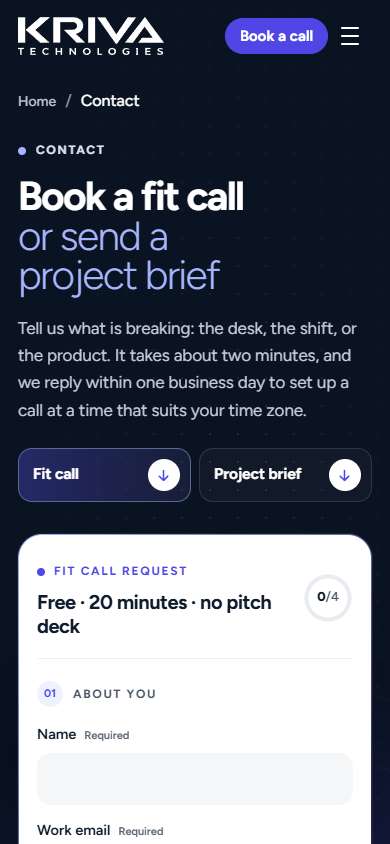 KRIVA
TECHNOLOGIES
Book a call
Home / Contact
CONTACT
Book a fit call
or send a
project brief
Tell us what is breaking: the desk, the shift, or
the product. It takes about two minutes, and
we reply within one business day to set up a
call at a time that suits your time zone.
Fit call
Project brief
FIT CALL REQUEST
Free · 20 minutes · no pitch
deck
0/4
01 ABOUT YOU
Name Required
Work email Required